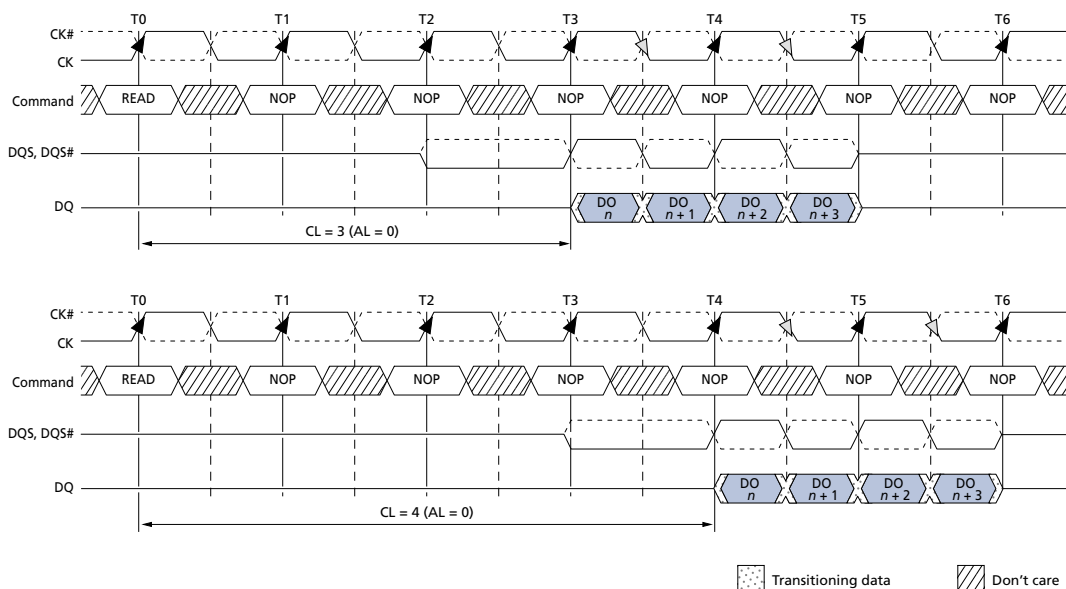 T0 T1 T2 T3 T4 T5 T6
CK#
CK
Command READ NOP NOP NOP NOP NOP NOP
DQS, DQS#
DQ DO n DO n + 1 DO n + 2 DO n + 3
CL = 3 (AL = 0)
T0 T1 T2 T3 T4 T5 T6
CK#
CK
Command READ NOP NOP NOP NOP NOP NOP
DQS, DQS#
DQ DO n DO n + 1 DO n + 2 DO n + 3
CL = 4 (AL = 0)
Transitioning data Don't care